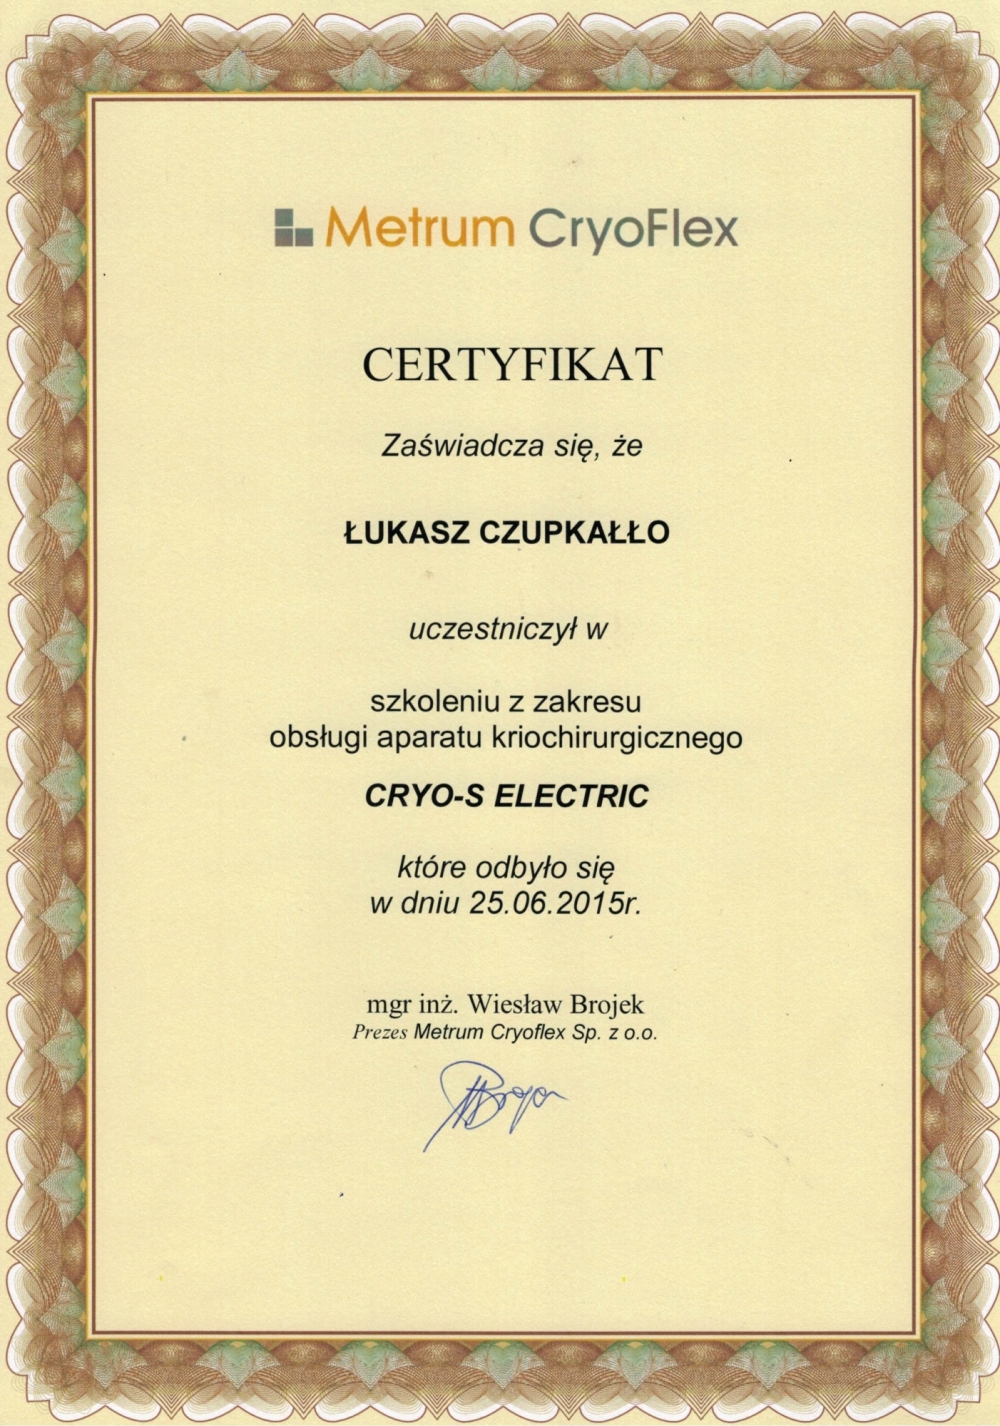 Metrum CryoFlex
CERTYFIKAT
Zaświadcza się, że
ŁUKASZ CZUPKAŁŁO
uczestniczył w
szkoleniu z zakresu
obsługi aparatu kriochirurgicznego
CRYO-S ELECTRIC
które odbyło się
w dniu 25.06.2015r.
mgr inż. Wiesław Brojek
Prezes Metrum Cryoflex Sp. z o.o.